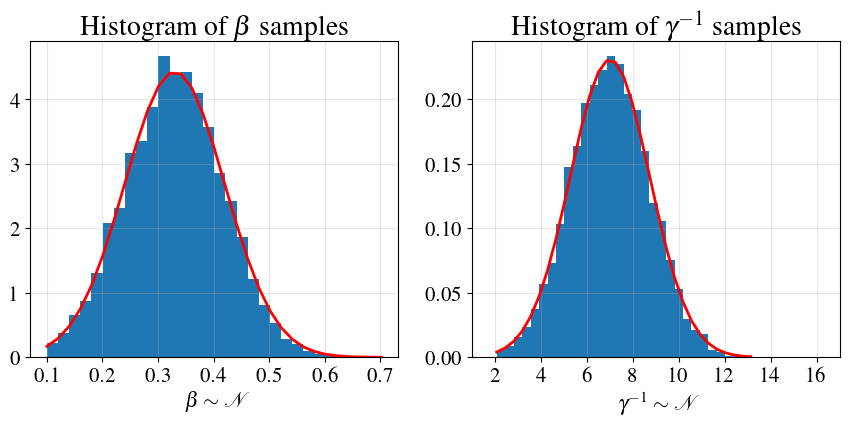 Histogram of β samples
4
3
2
1
0
0.1 0.2 0.3 0.4 0.5 0.6 0.7
β ∼ 𝒩
Histogram of γ⁻¹ samples
0.20
0.15
0.10
0.05
0.00
2 4 6 8 10 12 14 16
γ⁻¹ ∼ 𝒩